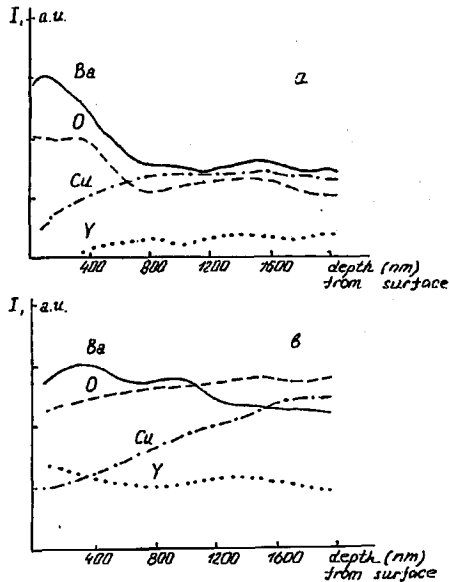 I, a.u.
Ba
a
O
Cu
Y
400 800 1200 1600 depth (nm)
from surface
I, a.u.
Ba
в
O
Cu
Y
400 800 1200 1600 depth (nm)
from surface